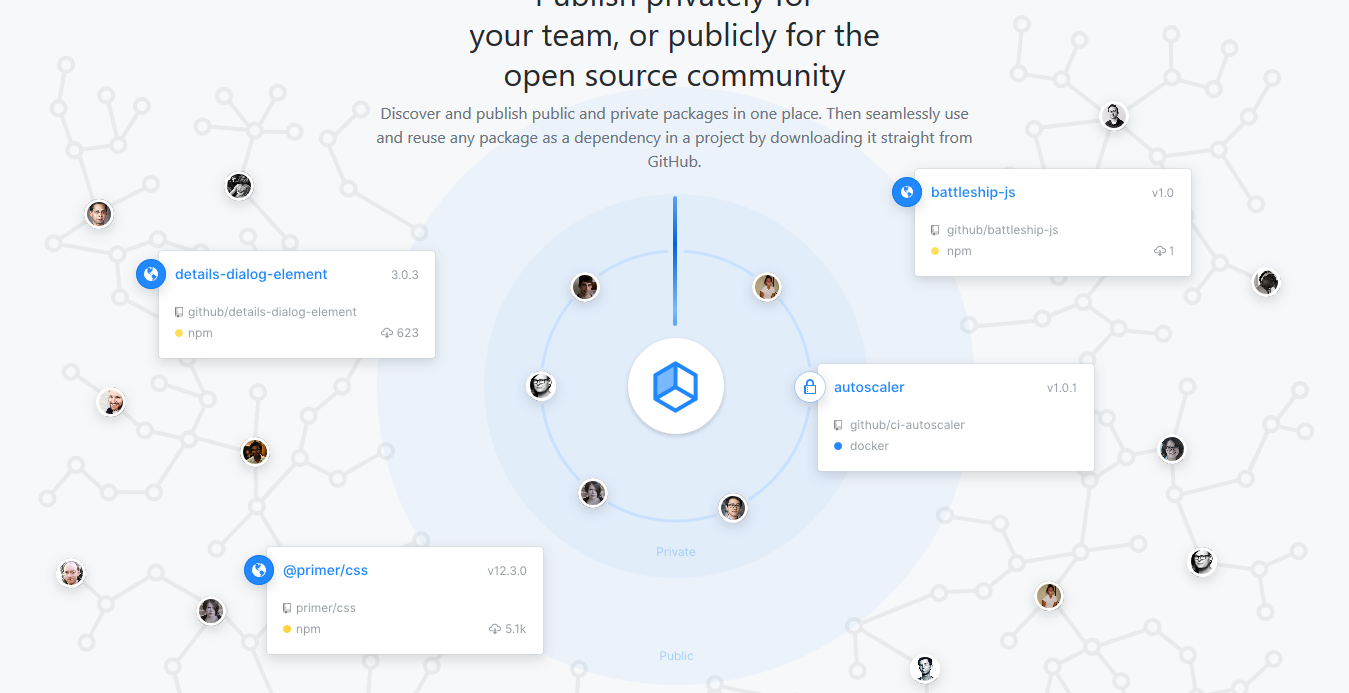 Publish privately for
your team, or publicly for the
open source community
Discover and publish public and private packages in one place. Then seamlessly use
and reuse any package as a dependency in a project by downloading it straight from
GitHub.
battleship-js v1.0
github/battleship-js
npm 1
details-dialog-element 3.0.3
github/details-dialog-element
npm 623
autoscaler v1.0.1
github/ci-autoscaler
docker
Private
@primer/css v12.3.0
primer/css
npm 5.1k
Public